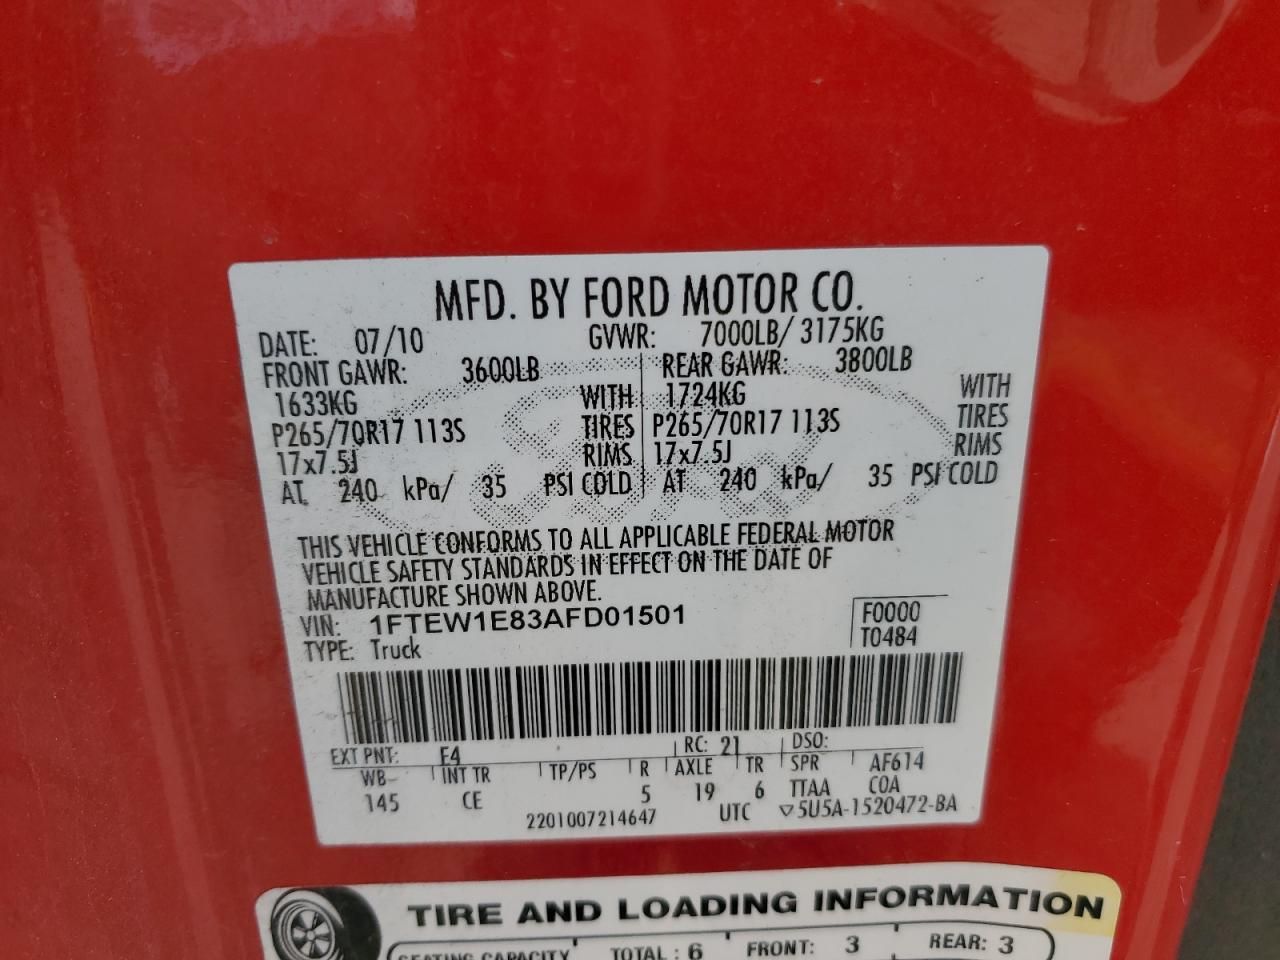 MFD. BY FORD MOTOR CO.
DATE: 07/10 GVWR: 7000LB/ 3175KG
FRONT GAWR: 3600LB REAR GAWR: 3800LB
1633KG WITH 1724KG WITH
P265/70R17 113S TIRES P265/70R17 113S TIRES
17x7.5J RIMS 17x7.5J RIMS
AT 240 kPa/ 35 PSI COLD AT 240 kPa/ 35 PSI COLD
THIS VEHICLE CONFORMS TO ALL APPLICABLE FEDERAL MOTOR
VEHICLE SAFETY STANDARDS IN EFFECT ON THE DATE OF
MANUFACTURE SHOWN ABOVE.
VIN: 1FTEW1E83AFD01501 F0000
TYPE: Truck T0484
EXT PNT: E4 RC: 21 DSO:
WB INT TR TP/PS R AXLE TR SPR AF614
145 CE 5 19 6 TTAA COA
2201007214647 UTC ▽5U5A-1520472-BA
TIRE AND LOADING INFORMATION
SEATING CAPACITY TOTAL: 6 FRONT: 3 REAR: 3